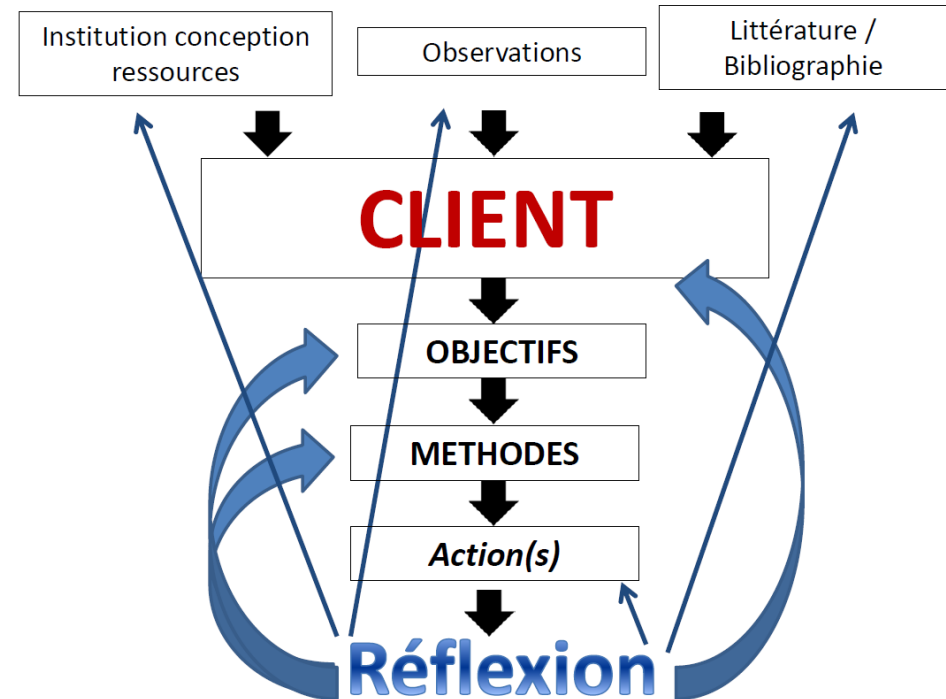 Institution conception
ressources
Observations
Littérature /
Bibliographie
CLIENT
OBJECTIFS
METHODES
Action(s)
Réflexion